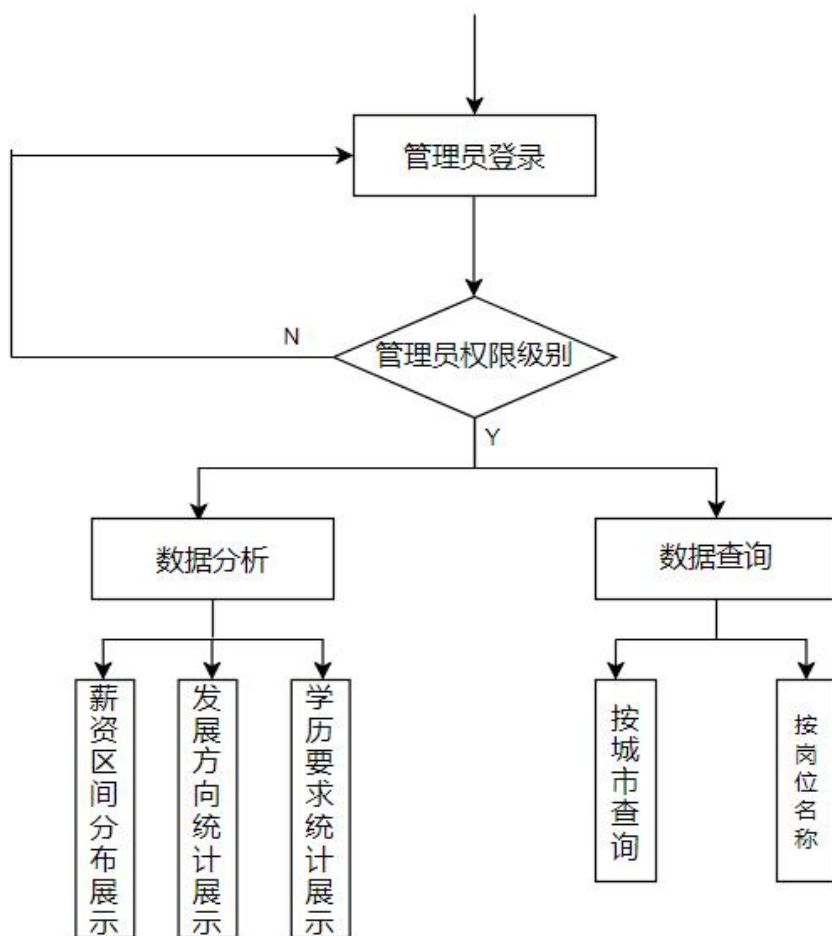 管理员登录
N
管理员权限级别
Y
数据分析
数据查询
薪资区间分布展示
发展方向统计展示
学历要求统计展示
按城市查询
按岗位名称